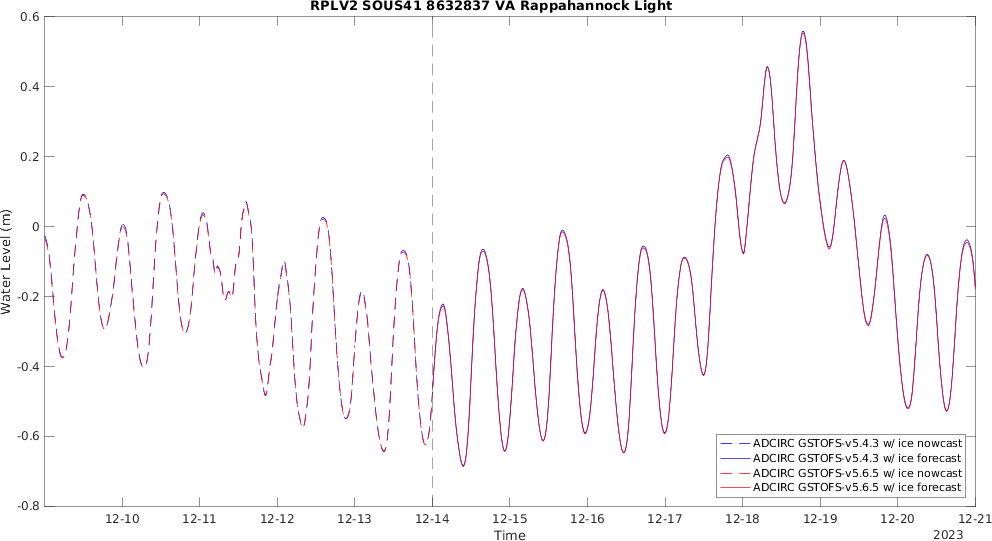 RPLV2 SOUS41 8632837 VA Rappahannock Light
0.6
0.4
0.2
0
-0.2
-0.4
-0.6
-0.8
Water Level (m)
ADCIRC GSTOFS-v5.4.3 w/ ice nowcast
ADCIRC GSTOFS-v5.4.3 w/ ice forecast
ADCIRC GSTOFS-v5.6.5 w/ ice nowcast
ADCIRC GSTOFS-v5.6.5 w/ ice forecast
12-10 12-11 12-12 12-13 12-14 12-15 12-16 12-17 12-18 12-19 12-20 12-21
Time
2023